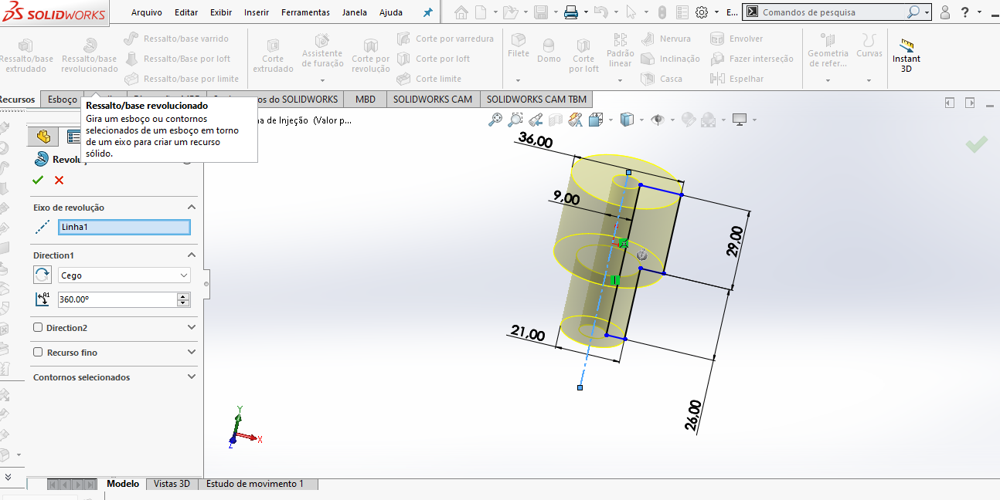 SOLIDWORKS
Arquivo Editar Exibir Inserir Ferramentas Janela Ajuda E... Comandos de pesquisa ?
Ressalto/base extrudado
Ressalto/base revolucionado
Ressalto/base varrido
Ressalto/Base por loft
Ressalto/base por limite
Corte extrudado
Assistente de furação
Corte por revolução
Corte por varredura
Corte por loft
Corte limite
Filete
Domo
Corte por loft
Padrão linear
Nervura
Inclinação
Casca
Envolver
Fazer interseção
Espelhar
Geometria de refer...
Curvas
Instant 3D
Recursos Esboço os do SOLIDWORKS MBD SOLIDWORKS CAM SOLIDWORKS CAM TBM
Ressalto/base revolucionado
Gira um esboço ou contornos
selecionados de um esboço em torno
de um eixo para criar um recurso
sólido.
a de Injeção (Valor p...
Revolu
Eixo de revolução
Linha1
Direction1
Cego
A1
360.00º
Direction2
Recurso fino
Contornos selecionados
36,00
9,00
29,00
21,00
26,00
Y
X
Z
Modelo Vistas 3D Estudo de movimento 1